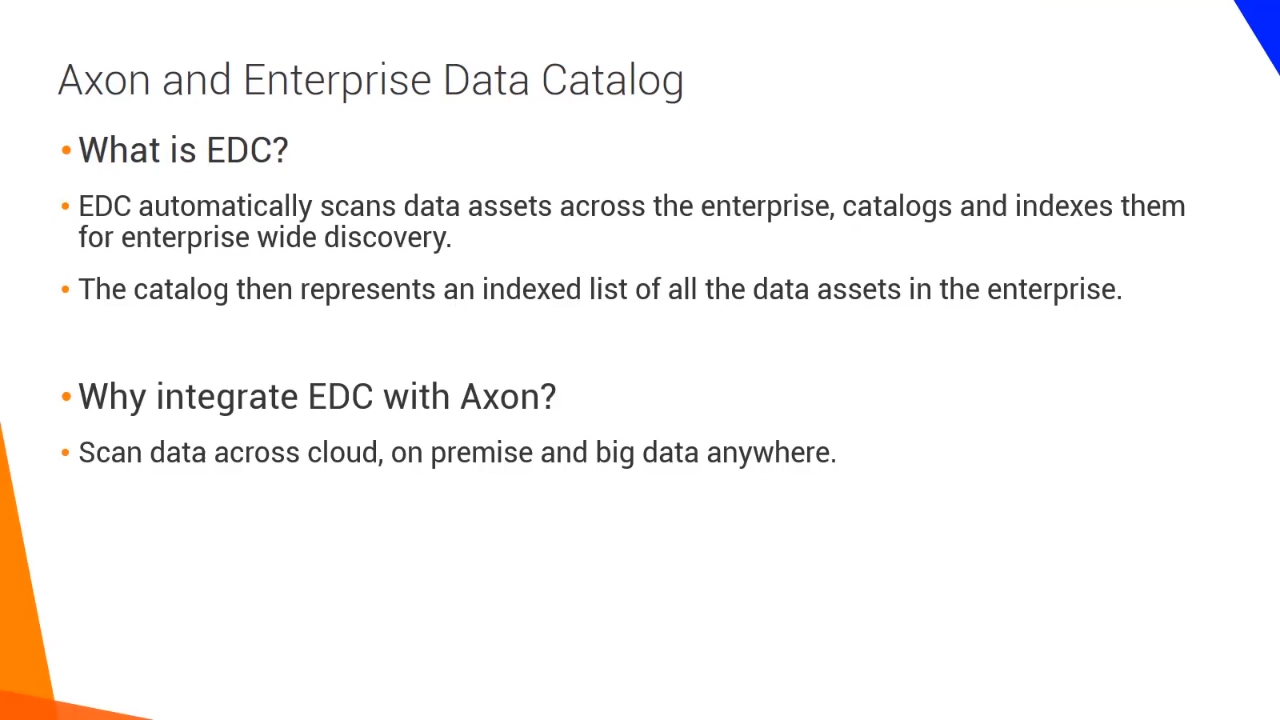 Axon and Enterprise Data Catalog
• What is EDC?
• EDC automatically scans data assets across the enterprise, catalogs and indexes them
for enterprise wide discovery.
• The catalog then represents an indexed list of all the data assets in the enterprise.
• Why integrate EDC with Axon?
• Scan data across cloud, on premise and big data anywhere.